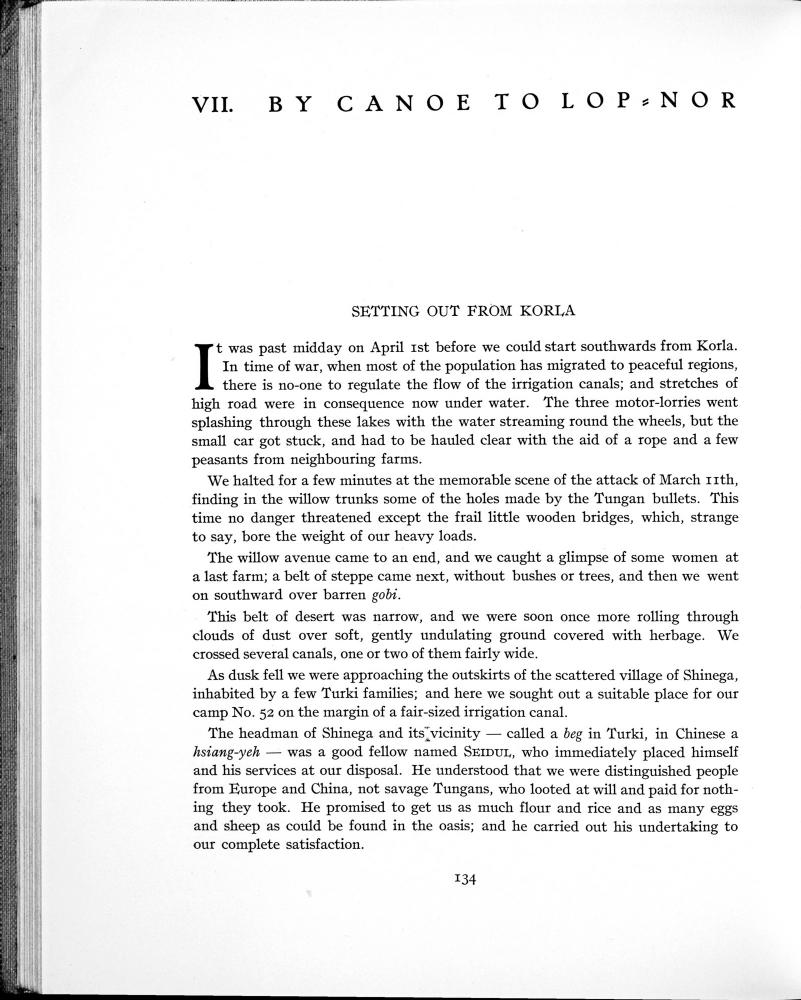 VII. BY CANOE TO LOP-NOR
SETTING OUT FROM KORLA
It was past midday on April 1st before we could start southwards from Korla.
In time of war, when most of the population has migrated to peaceful regions,
there is no-one to regulate the flow of the irrigation canals; and stretches of
high road were in consequence now under water. The three motor-lorries went
splashing through these lakes with the water streaming round the wheels, but the
small car got stuck, and had to be hauled clear with the aid of a rope and a few
peasants from neighbouring farms.
We halted for a few minutes at the memorable scene of the attack of March 11th,
finding in the willow trunks some of the holes made by the Tungan bullets. This
time no danger threatened except the frail little wooden bridges, which, strange
to say, bore the weight of our heavy loads.
The willow avenue came to an end, and we caught a glimpse of some women at
a last farm; a belt of steppe came next, without bushes or trees, and then we went
on southward over barren gobi.
This belt of desert was narrow, and we were soon once more rolling through
clouds of dust over soft, gently undulating ground covered with herbage. We
crossed several canals, one or two of them fairly wide.
As dusk fell we were approaching the outskirts of the scattered village of Shinega,
inhabited by a few Turki families; and here we sought out a suitable place for our
camp No. 52 on the margin of a fair-sized irrigation canal.
The headman of Shinega and its vicinity — called a beg in Turki, in Chinese a
hsiang-yeh — was a good fellow named SEIDUL, who immediately placed himself
and his services at our disposal. He understood that we were distinguished people
from Europe and China, not savage Tungans, who looted at will and paid for noth-
ing they took. He promised to get us as much flour and rice and as many eggs
and sheep as could be found in the oasis; and he carried out his undertaking to
our complete satisfaction.
134